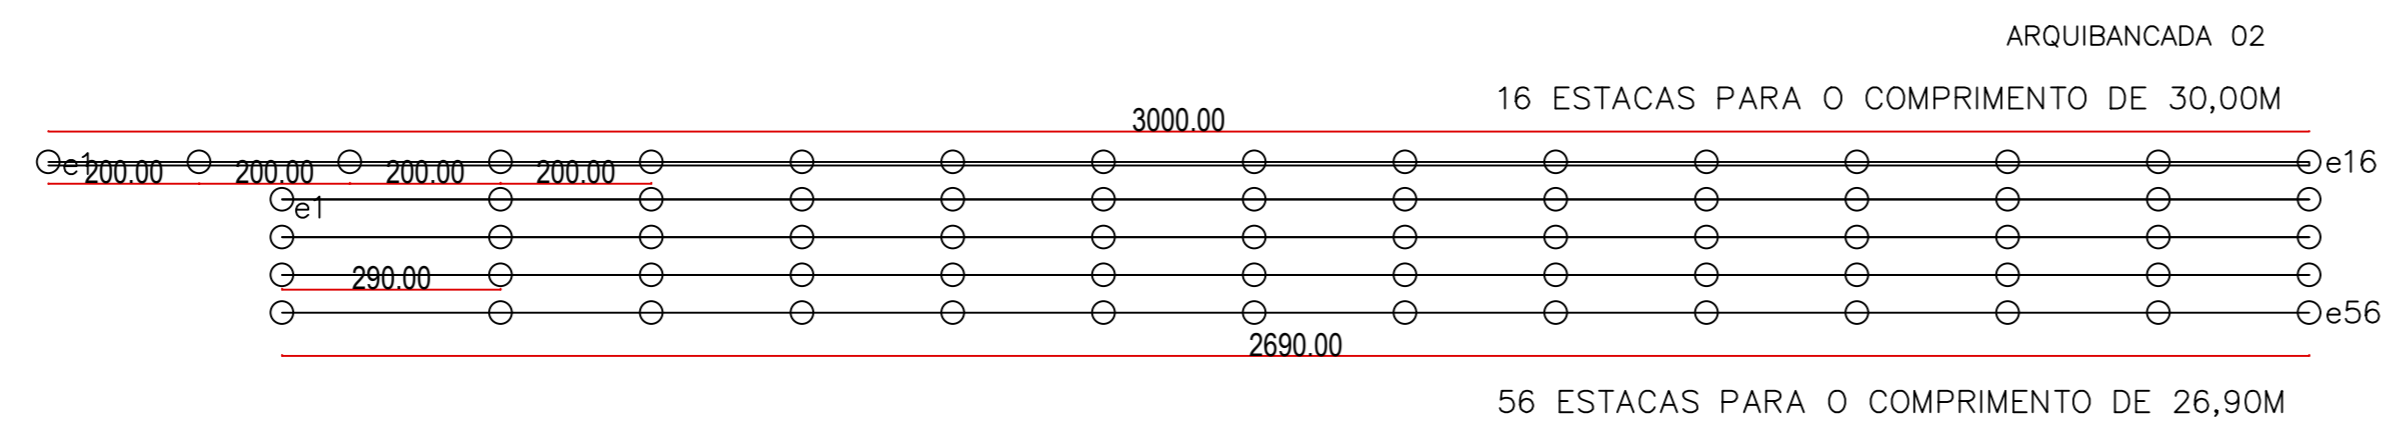 ARQUIBANCADA 02
16 ESTACAS PARA O COMPRIMENTO DE 30,00M
3000.00
e1 200.00 200.00 200.00 200.00 e16
e1
290.00
e56
2690.00
56 ESTACAS PARA O COMPRIMENTO DE 26,90M